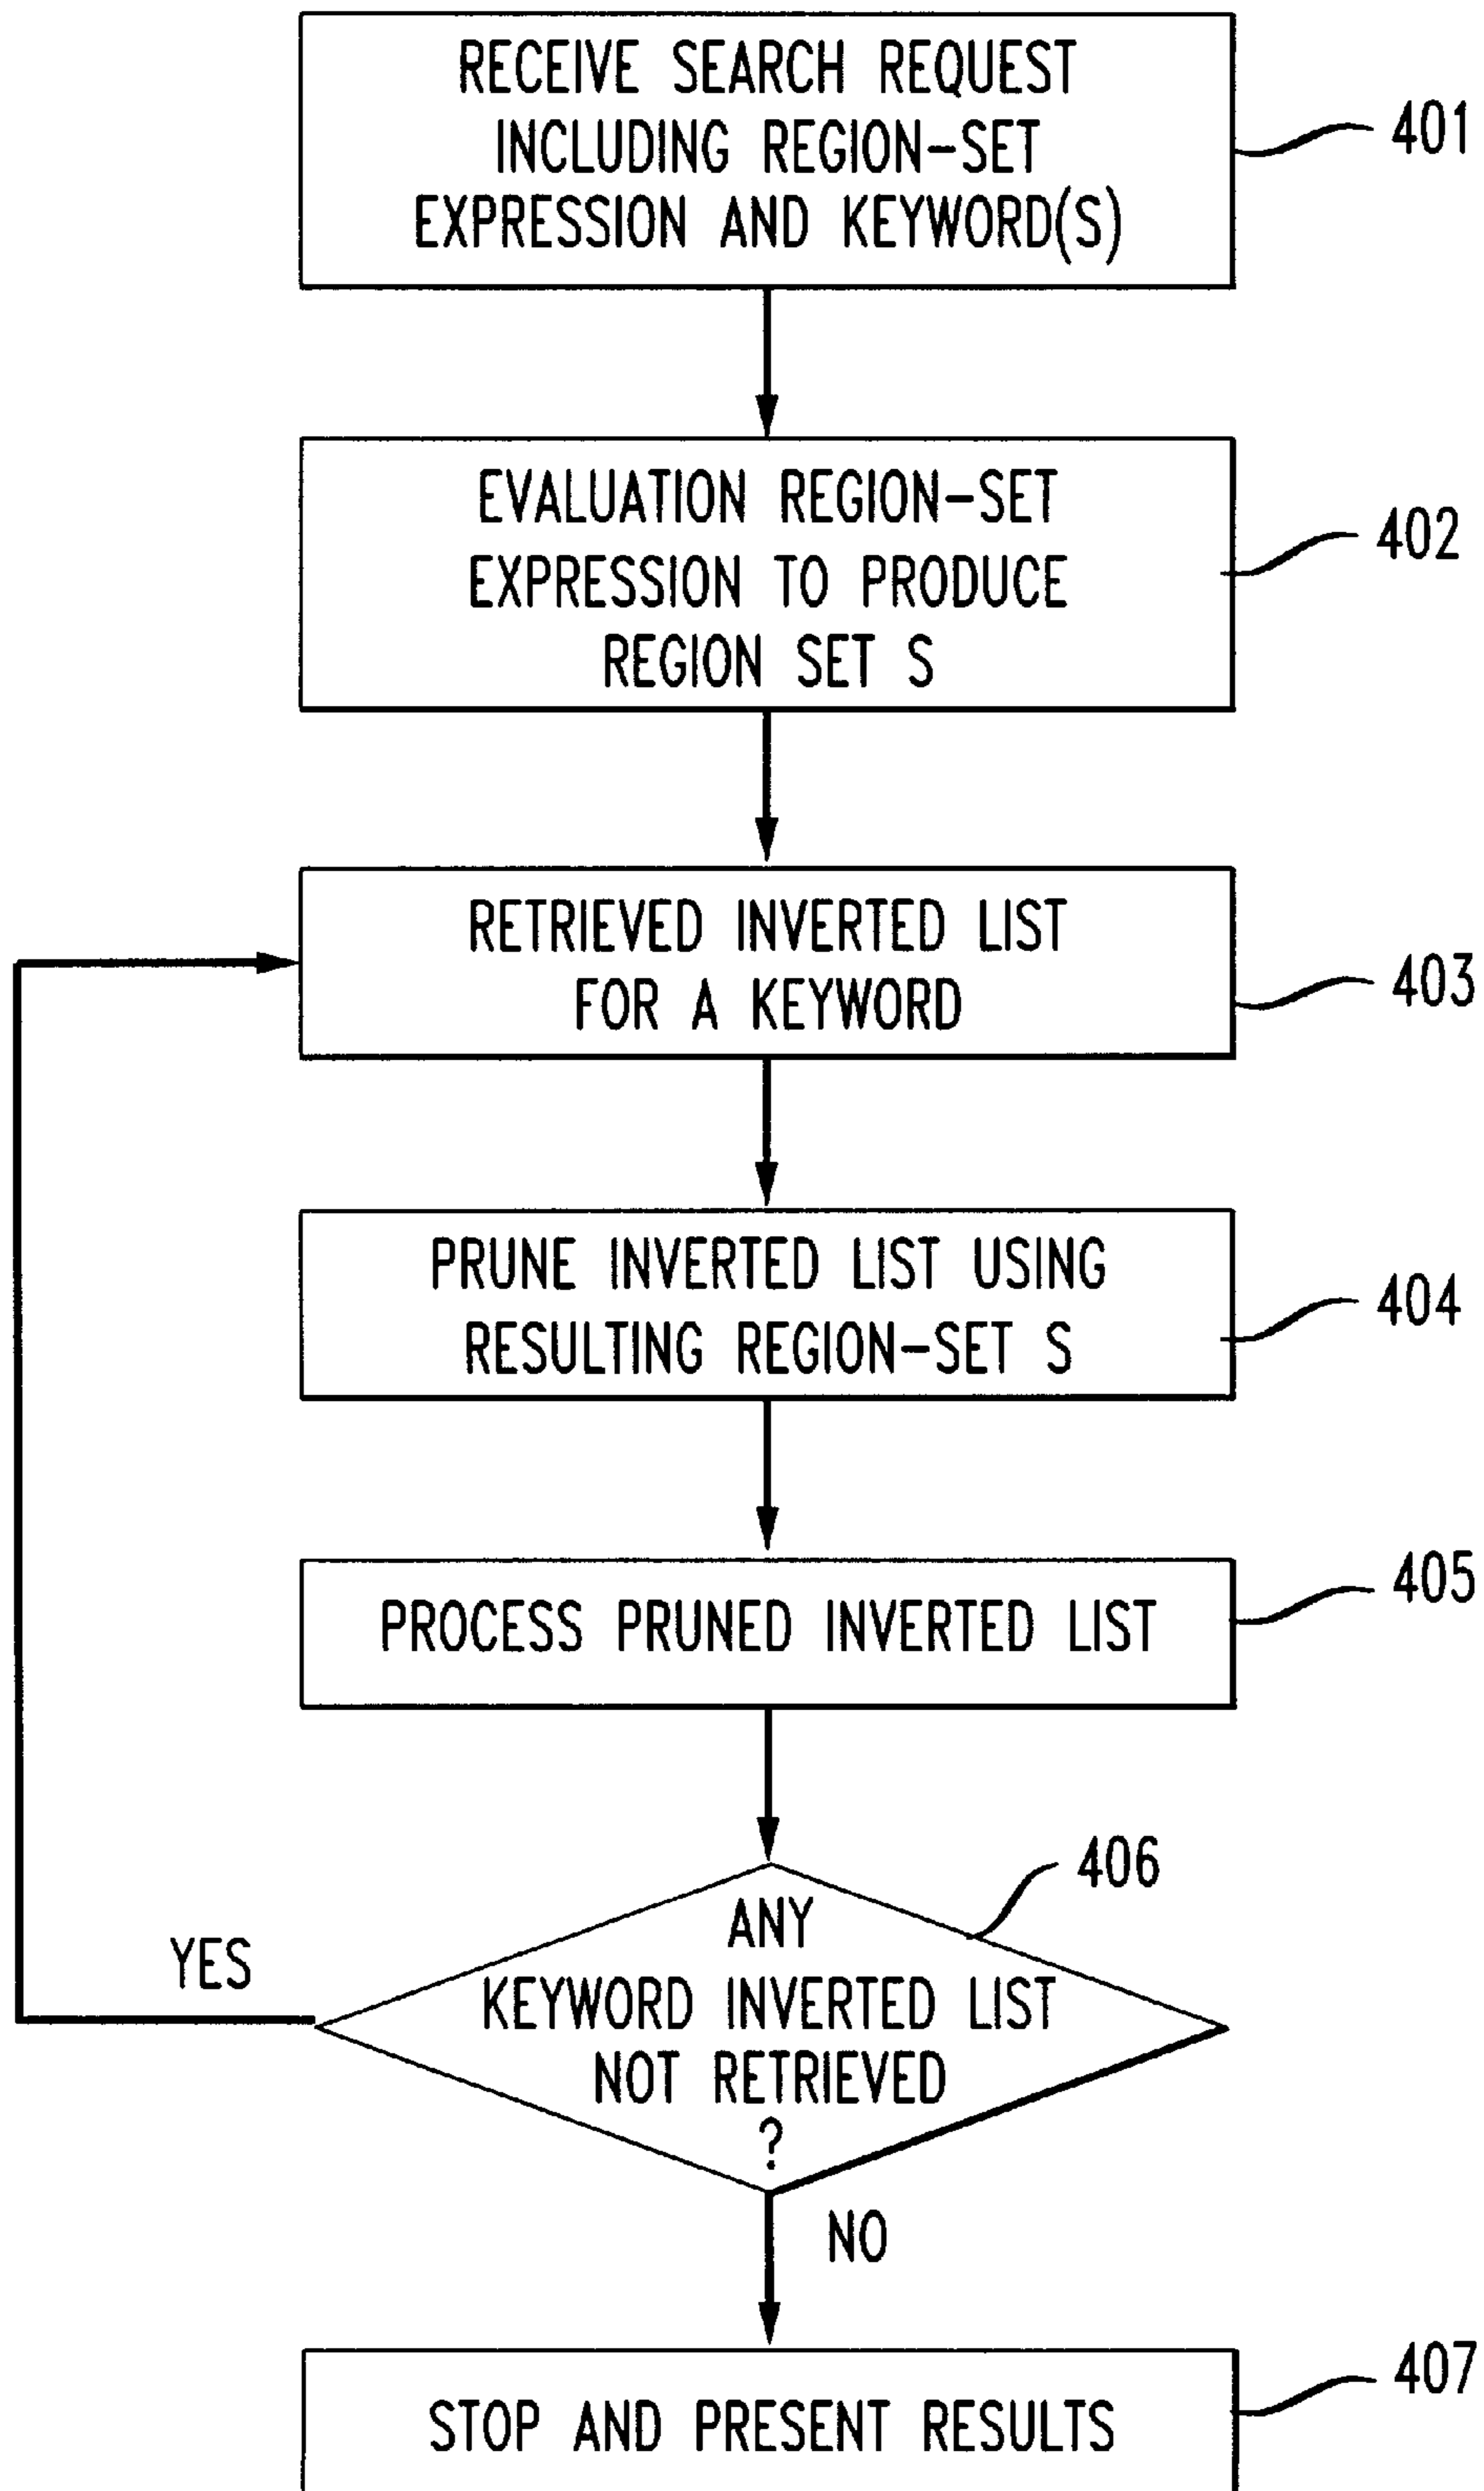 RECEIVE SEARCH REQUEST
INCLUDING REGION-SET
EXPRESSION AND KEYWORD(S)
401
EVALUATION REGION-SET
EXPRESSION TO PRODUCE
REGION SET S
402
RETRIEVED INVERTED LIST
FOR A KEYWORD
403
PRUNE INVERTED LIST USING
RESULTING REGION-SET S
404
PROCESS PRUNED INVERTED LIST
405
406
ANY
KEYWORD INVERTED LIST
NOT RETRIEVED
?
YES
NO
STOP AND PRESENT RESULTS
407